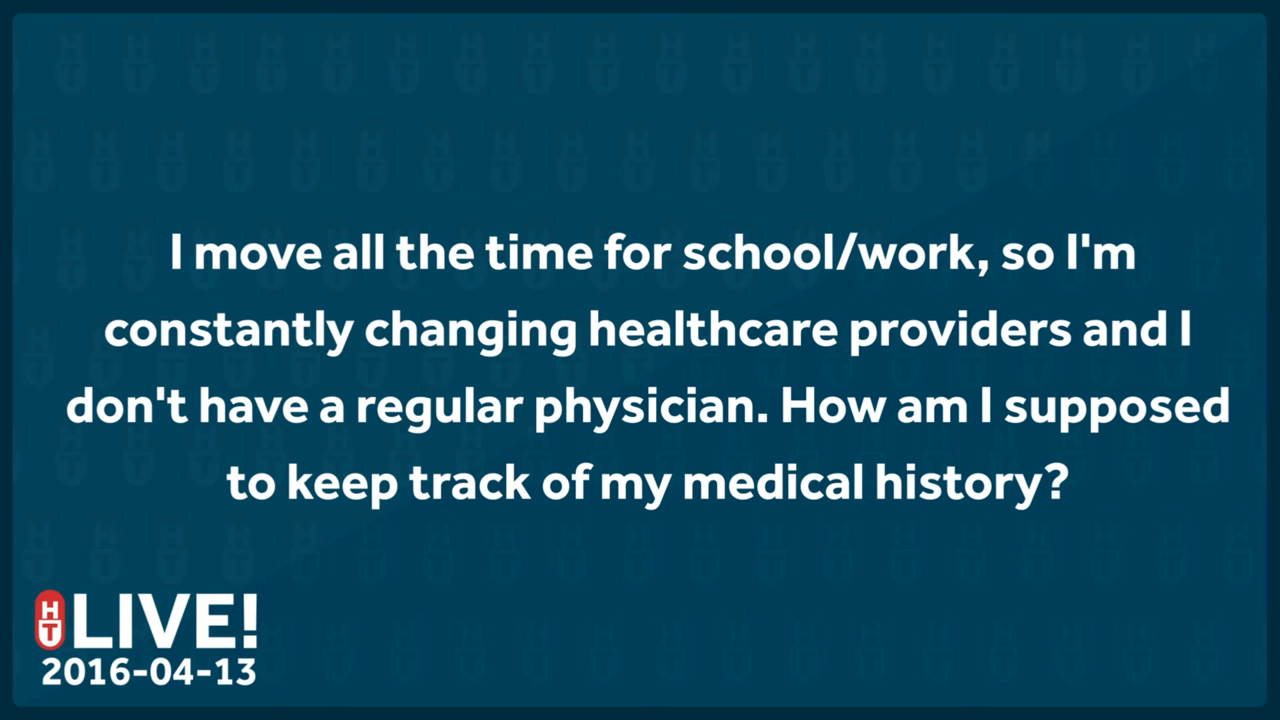 I move all the time for school/work, so I'm
constantly changing healthcare providers and I
don't have a regular physician. How am I supposed
to keep track of my medical history?
HT LIVE!
2016-04-13